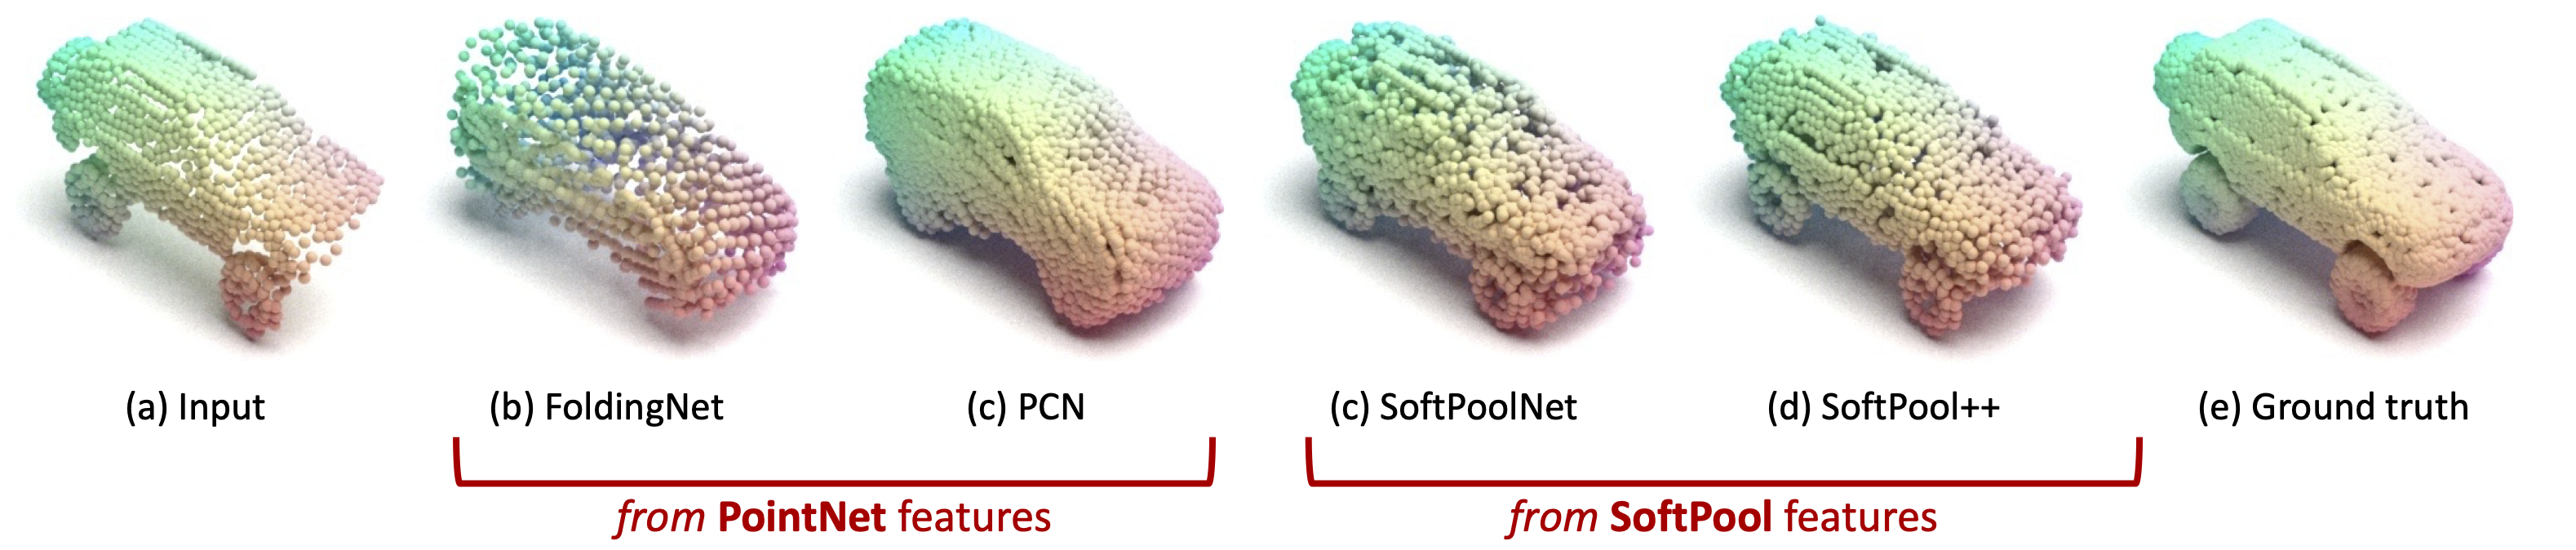 (a) Input
(b) FoldingNet
(c) PCN
(c) SoftPoolNet
(d) SoftPool++
(e) Ground truth
from PointNet features
from SoftPool features